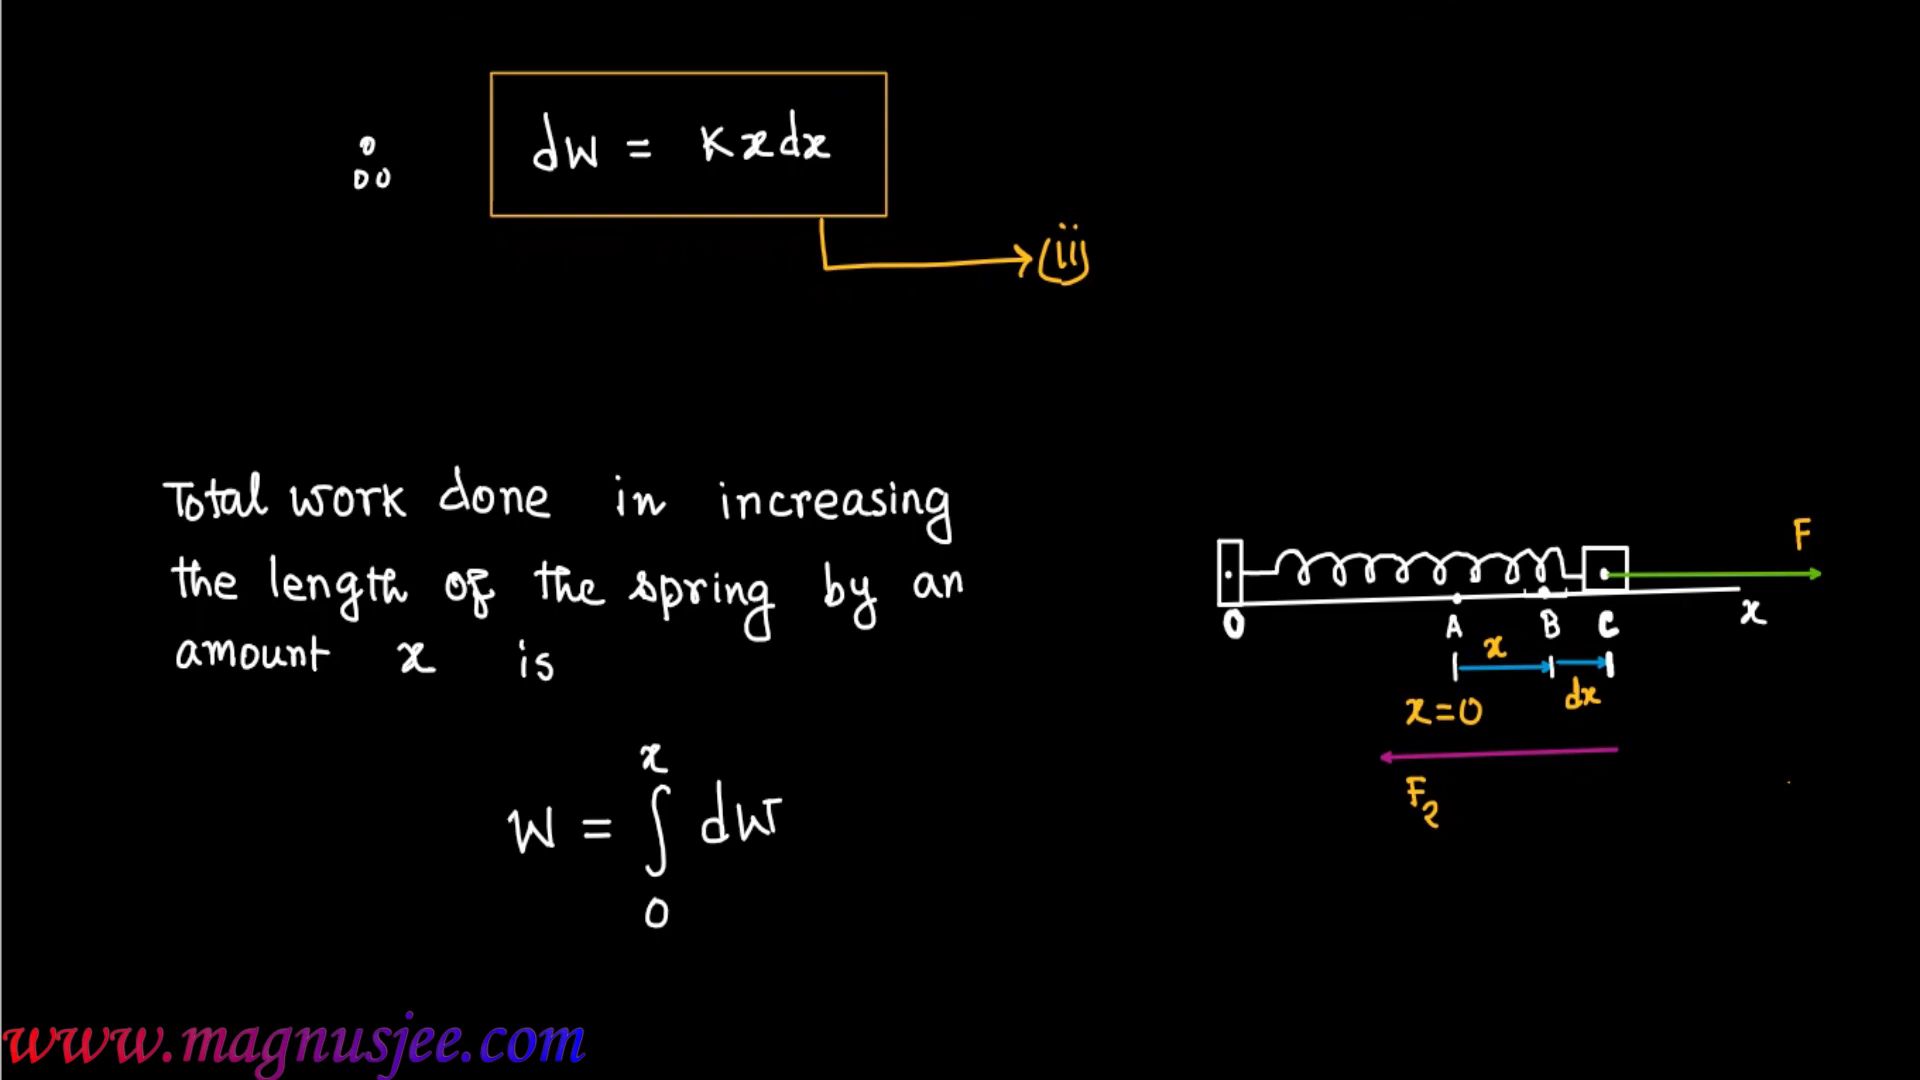 ∴ dW = Kxdx
(ii)
Total work done in increasing
the length of the spring by an
amount x is
W = ∫₀ˣ dW
F
O A B C x
x
dx
x=0
F₂
www.magnusjee.com